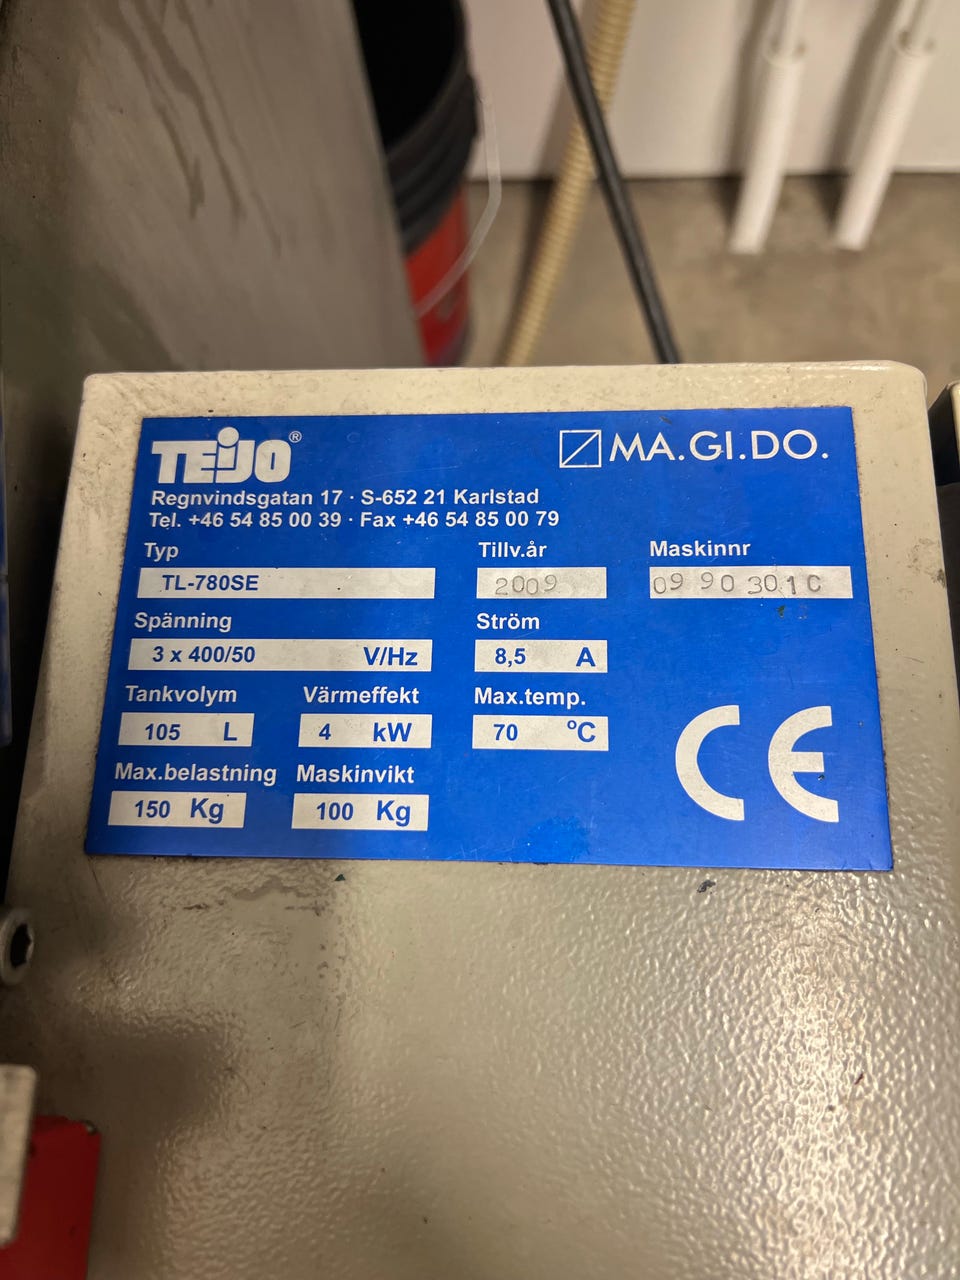 TEIJO®
MA.GI.DO.
Regnvindsgatan 17 · S-652 21 Karlstad
Tel. +46 54 85 00 39 · Fax +46 54 85 00 79
Typ Tillv.år Maskinnr
TL-780SE 2009 09 90 301C
Spänning Ström
3 x 400/50 V/Hz 8,5 A
Tankvolym Värmeffekt Max.temp.
105 L 4 kW 70 °C
Max.belastning Maskinvikt
150 Kg 100 Kg
CE